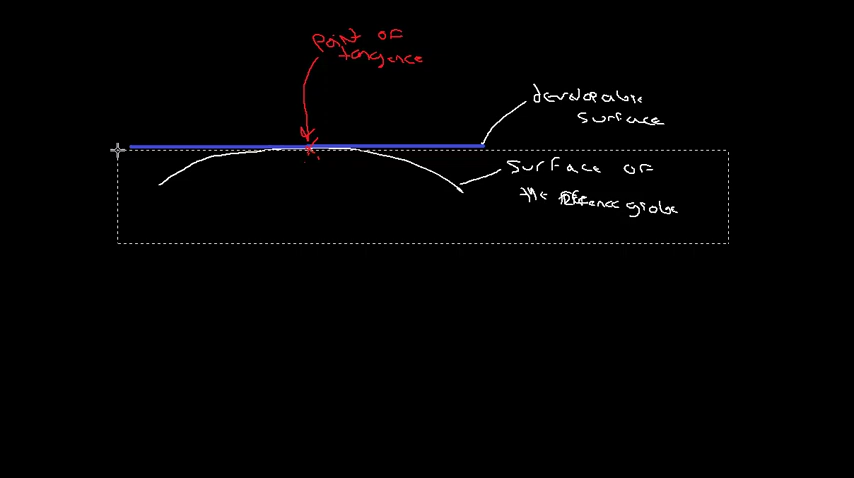 Point of
tangence
developable
surface
surface of
the reference globe